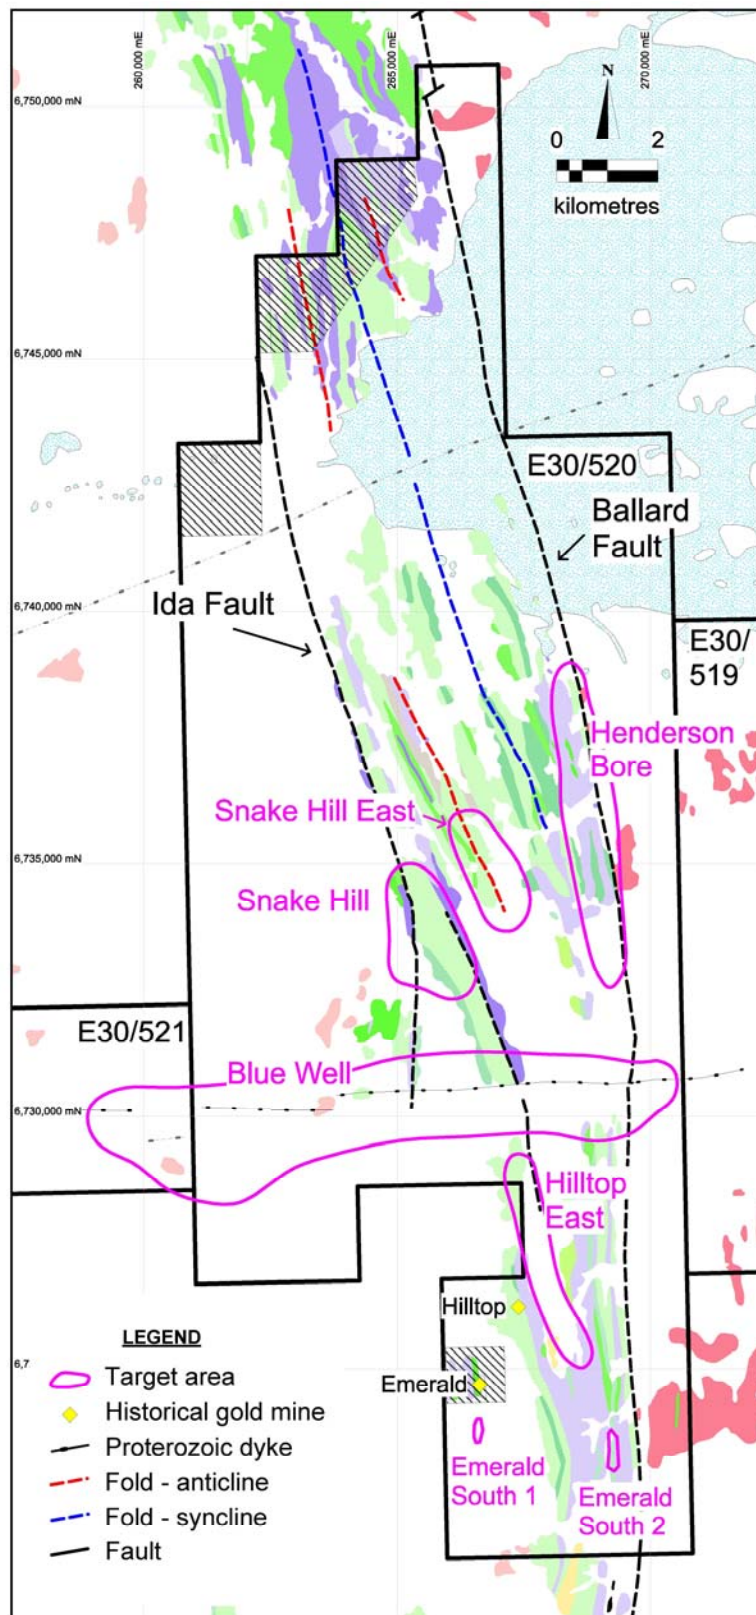 260,000 mE
265,000 mE
270,000 mE
6,750,000 mN
N
0 2
kilometres
6,745,000 mN
E30/520
Ballard
Fault
6,740,000 mN
Ida Fault
E30/
519
Henderson
Bore
Snake Hill East
6,735,000 mN
Snake Hill
E30/521
Blue Well
6,730,000 mN
Hilltop
East
Hilltop
LEGEND
6,7
Target area
Emerald
Historical gold mine
Proterozoic dyke
Emerald
South 1
Emerald
South 2
Fold - anticline
Fold - syncline
Fault